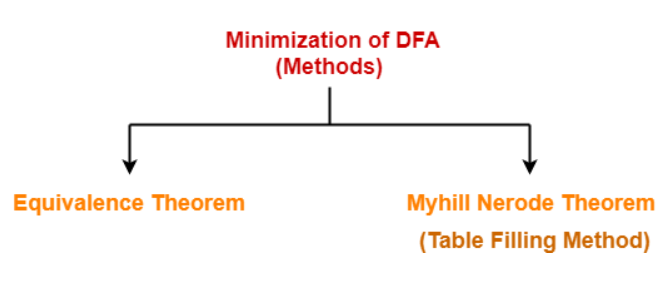 Minimization of DFA
(Methods)
Equivalence Theorem
Myhill Nerode Theorem
(Table Filling Method)